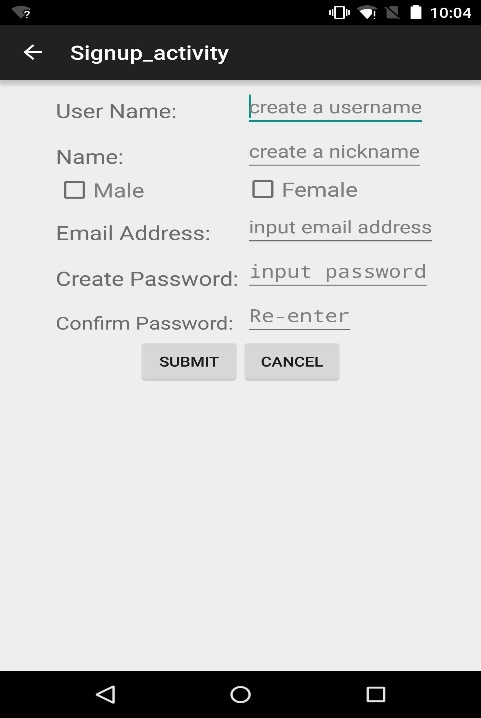 10:04
Signup_activity
User Name: create a username
Name: create a nickname
Male Female
Email Address: input email address
Create Password: input password
Confirm Password: Re-enter
SUBMIT CANCEL